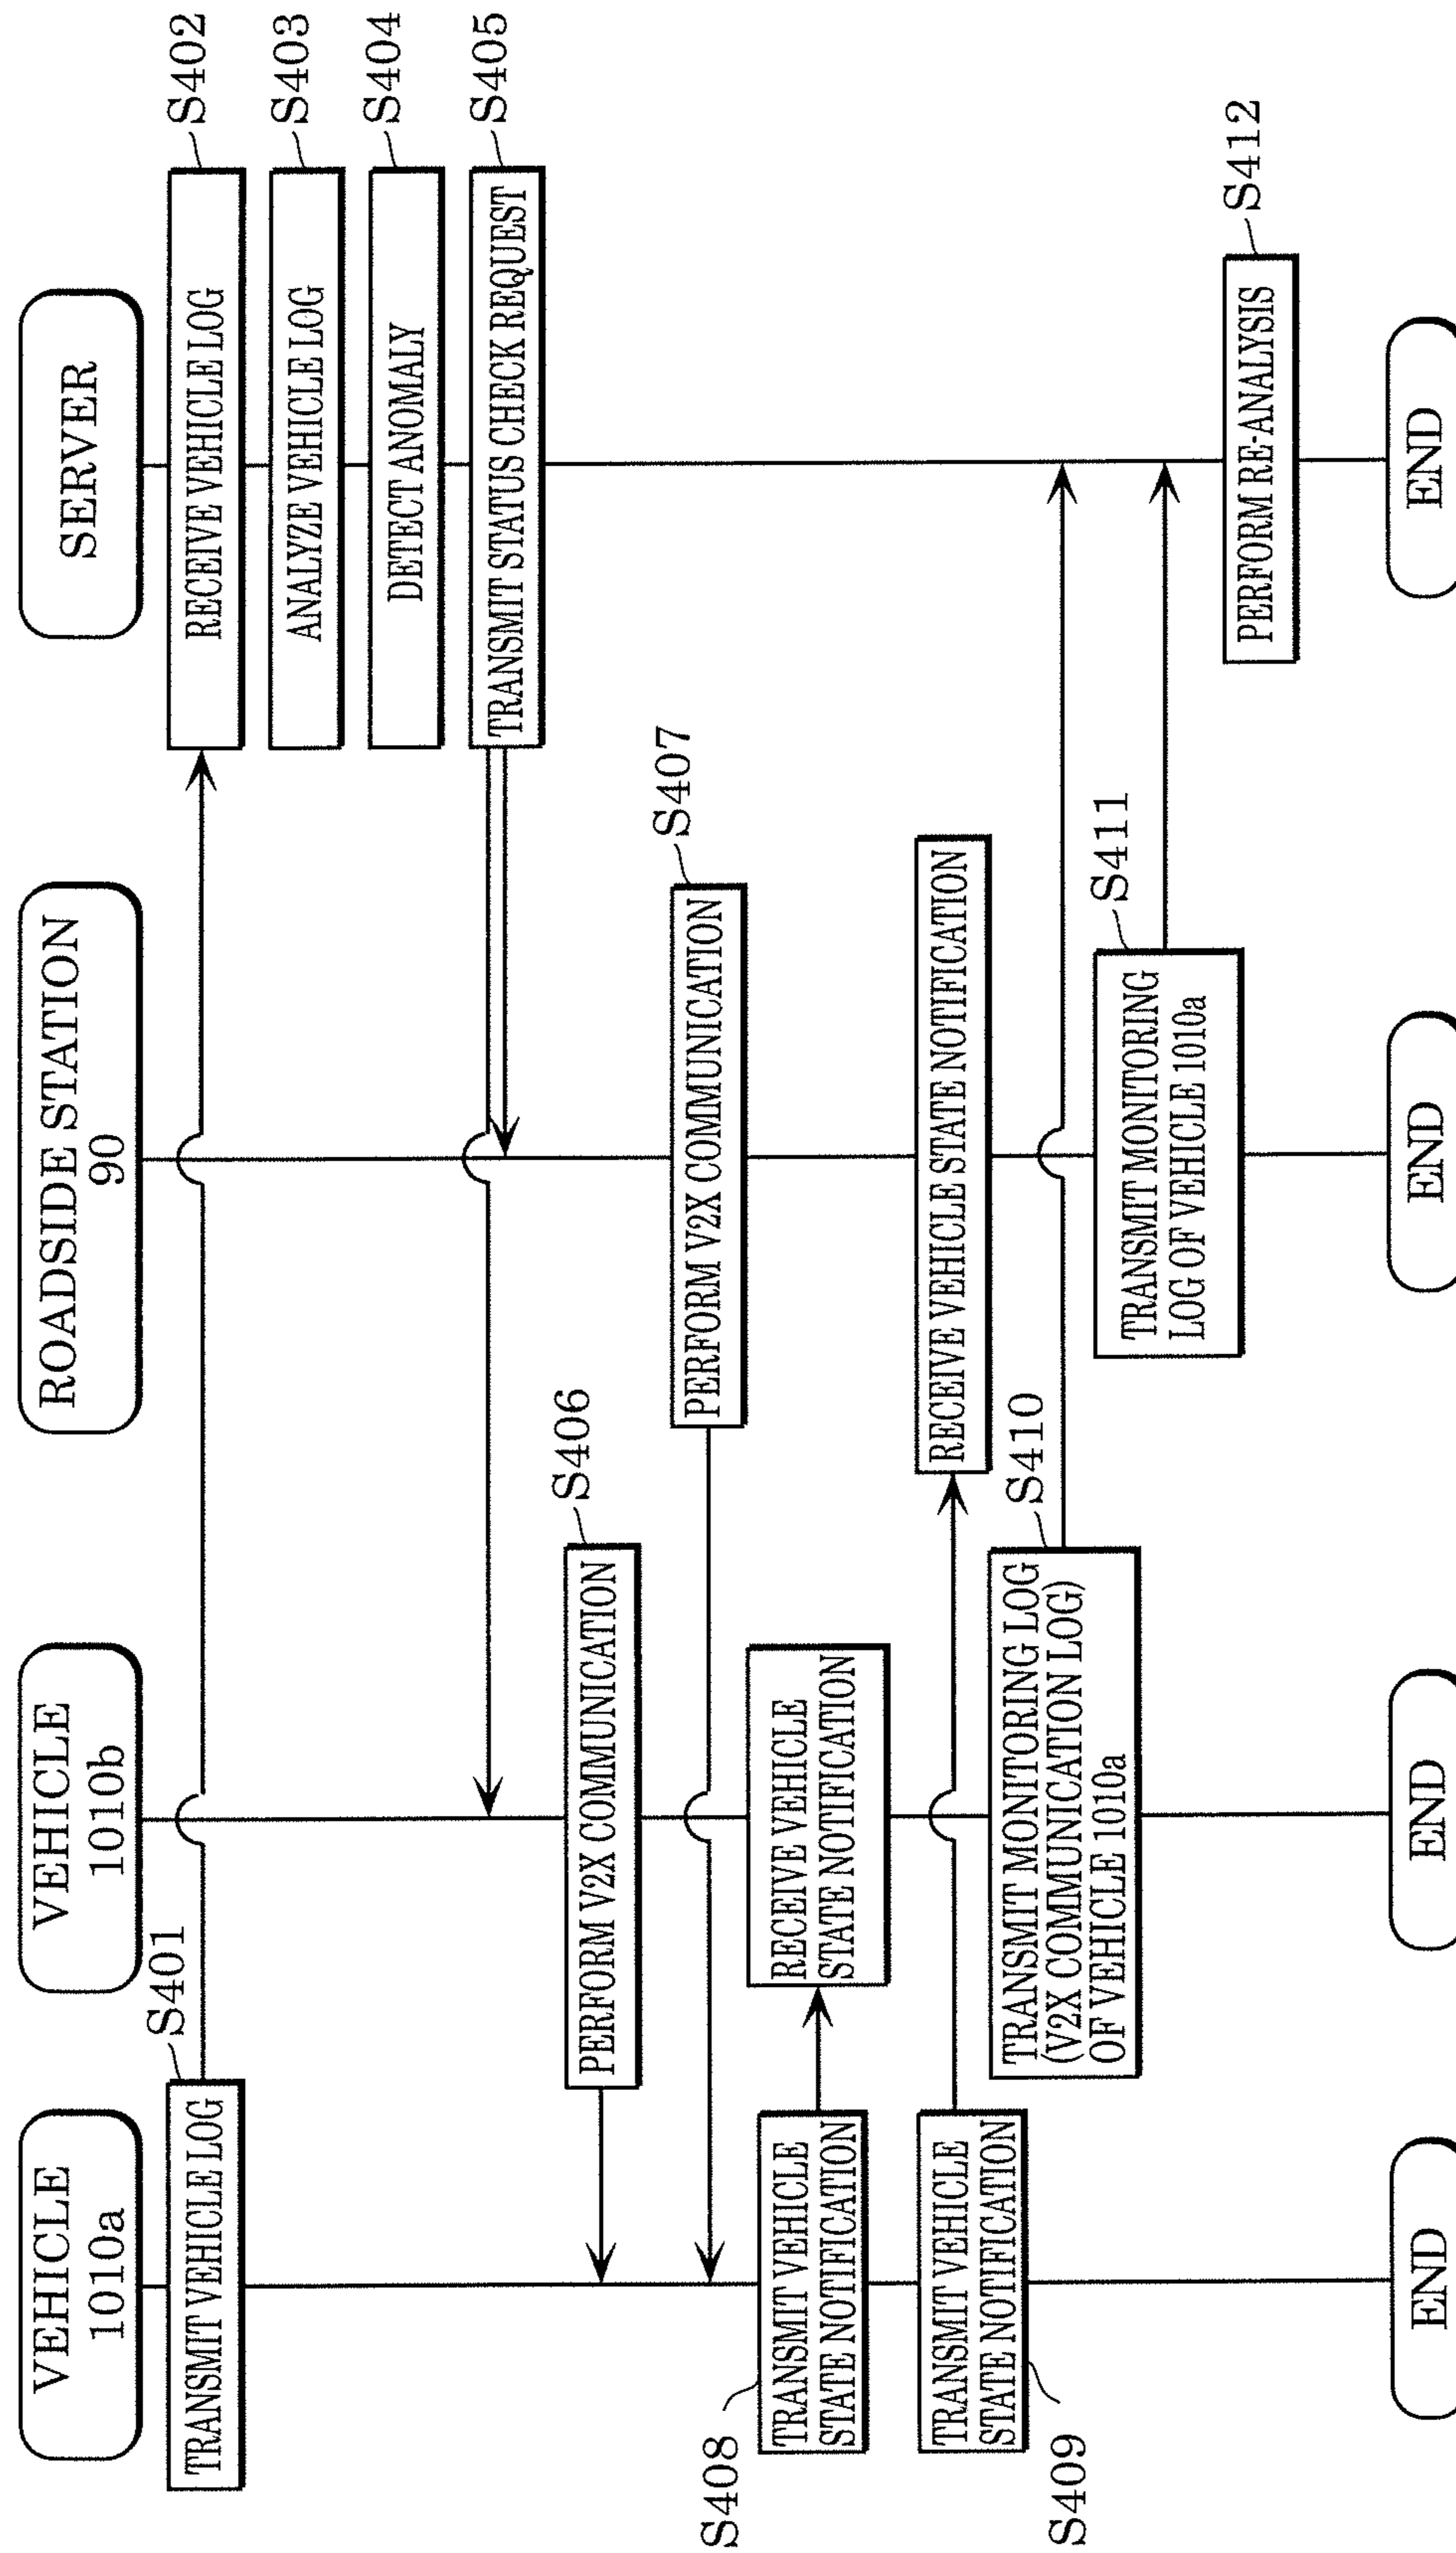 VEHICLE
1010a
VEHICLE
1010b
ROADSIDE STATION
90
SERVER
S401
TRANSMIT VEHICLE LOG
RECEIVE VEHICLE LOG
S402
ANALYZE VEHICLE LOG
S403
DETECT ANOMALY
S404
TRANSMIT STATUS CHECK REQUEST
S405
PERFORM V2X COMMUNICATION
S406
PERFORM V2X COMMUNICATION
S407
S408
TRANSMIT VEHICLE
STATE NOTIFICATION
RECEIVE VEHICLE
STATE NOTIFICATION
TRANSMIT VEHICLE
STATE NOTIFICATION
S409
RECEIVE VEHICLE STATE NOTIFICATION
TRANSMIT MONITORING LOG
(V2X COMMUNICATION LOG)
OF VEHICLE 1010a
S410
TRANSMIT MONITORING
LOG OF VEHICLE 1010a
S411
PERFORM RE-ANALYSIS
S412
END
END
END
END